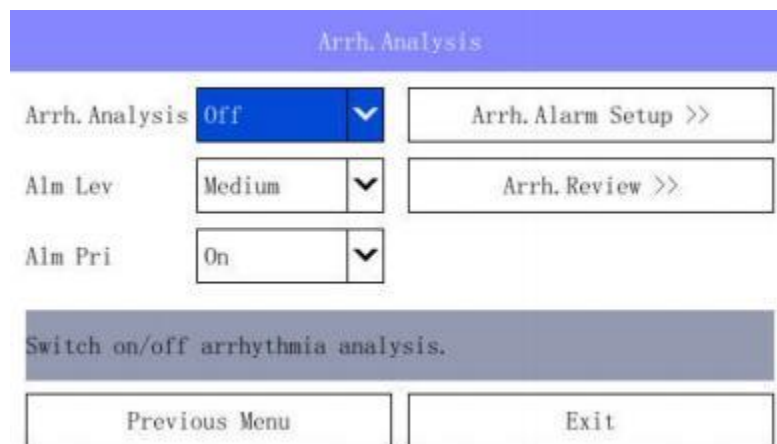 Arrh.Analysis
Arrh.Analysis Off Arrh.Alarm Setup >>
Alm Lev Medium Arrh.Review >>
Alm Pri On
Switch on/off arrhythmia analysis.
Previous Menu Exit